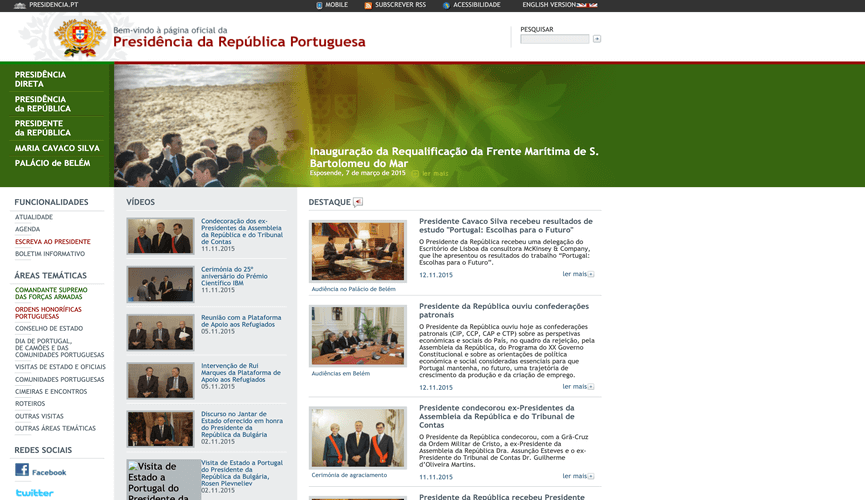 PRESIDENCIA.PT
MOBILE
SUBSCREVER RSS
ACESSIBILIDADE
ENGLISH VERSION
Bem-vindo à página oficial da
Presidência da República Portuguesa
PESQUISAR
PRESIDÊNCIA
DIRETA
PRESIDÊNCIA
da REPÚBLICA
PRESIDENTE
da REPÚBLICA
MARIA CAVACO SILVA
PALÁCIO de BELÉM
Inauguração da Requalificação da Frente Marítima de S.
Bartolomeu do Mar
Esposende, 7 de março de 2015
ler mais
FUNCIONALIDADES
ATUALIDADE
AGENDA
ESCREVA AO PRESIDENTE
BOLETIM INFORMATIVO
ÁREAS TEMÁTICAS
COMANDANTE SUPREMO
DAS FORÇAS ARMADAS
ORDENS HONORÍFICAS
PORTUGUESAS
CONSELHO DE ESTADO
DIA DE PORTUGAL,
DE CAMÕES E DAS
COMUNIDADES PORTUGUESAS
VISITAS DE ESTADO E OFICIAIS
COMUNIDADES PORTUGUESAS
CIMEIRAS E ENCONTROS
ROTEIROS
OUTRAS VISITAS
OUTRAS ÁREAS TEMÁTICAS
REDES SOCIAIS
Facebook
twitter
VÍDEOS
Condecoração dos ex-
Presidentes da Assembleia
da República e do Tribunal
de Contas
11.11.2015
Cerimónia do 25º
aniversário do Prémio
Científico IBM
11.11.2015
Reunião com a Plataforma
de Apoio aos Refugiados
05.11.2015
Intervenção de Rui
Marques da Plataforma de
Apoio aos Refugiados
05.11.2015
Discurso no Jantar de
Estado oferecido em honra
do Presidente da
República da Bulgária
02.11.2015
Visita de
Estado a
Portugal do
Presidente da
Visita de Estado a Portugal
do Presidente da República
da Bulgária,
Rosen Plevneliev
02.11.2015
DESTAQUE
Audiência no Palácio de Belém
Presidente Cavaco Silva recebeu resultados de
estudo "Portugal: Escolhas para o Futuro"
O Presidente da República recebeu uma delegação do
Escritório de Lisboa da consultora McKinsey & Company,
que lhe apresentou os resultados do trabalho “Portugal:
Escolhas para o Futuro”.
12.11.2015
ler mais
Audiências em Belém
Presidente da República ouviu confederações
patronais
O Presidente da República ouviu hoje as confederações
patronais (CIP, CCP, CAP e CTP) sobre as perspetivas
económicas e sociais do País, no quadro da rejeição, pela
Assembleia da República, do Programa do XX Governo
Constitucional e sobre as orientações de política
económica e social consideradas essenciais para que
Portugal mantenha, no futuro, uma trajetória de
crescimento da produção e da criação de emprego.
12.11.2015
ler mais
Cerimónia de agraciamento
Presidente condecorou ex-Presidentes da
Assembleia da República e do Tribunal de
Contas
O Presidente da República condecorou, com a Grã-Cruz
da Ordem Militar de Cristo, a ex-Presidente da
Assembleia da República Dra. Assunção Esteves e o ex-
Presidente do Tribunal de Contas Dr. Guilherme
d’Oliveira Martins.
11.11.2015
ler mais
Presidente da República recebeu Presidente